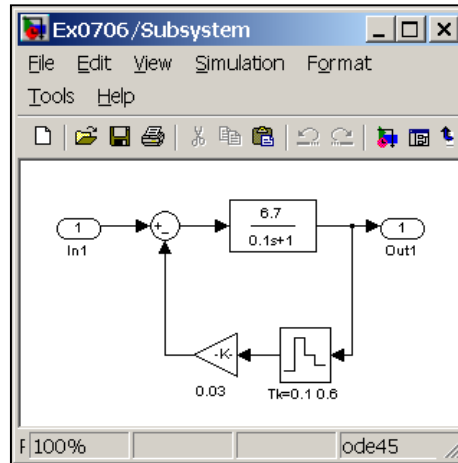 Ex0706/Subsystem
File Edit View Simulation Format
Tools Help
1
In1
+
-
6.7
0.1s+1
1
Out1
-K-
0.03
Tk=0.1 0.6
F 100% ode45